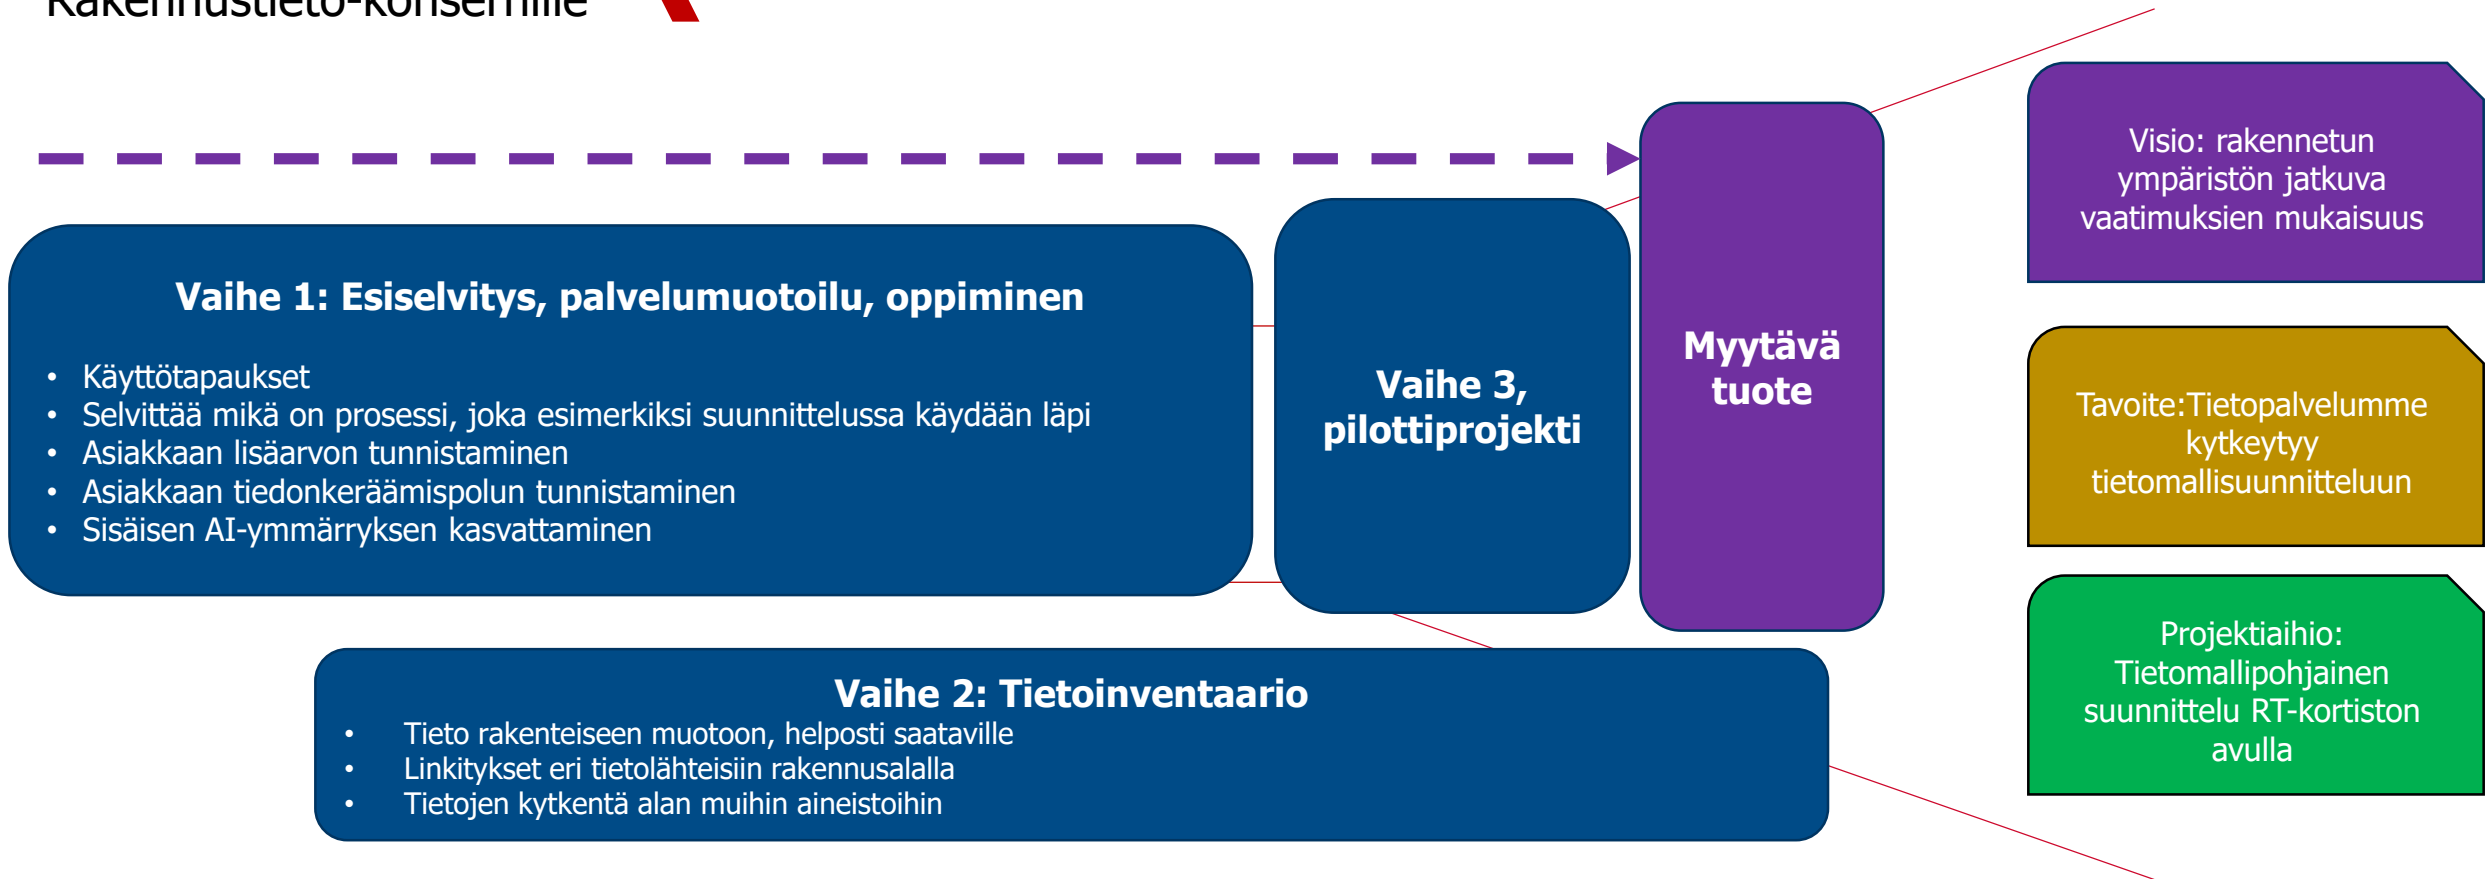 Rakennustieto-konsernille
Vaihe 1: Esiselvitys, palvelumuotoilu, oppiminen
• Käyttötapaukset
• Selvittää mikä on prosessi, joka esimerkiksi suunnittelussa käydään läpi
• Asiakkaan lisäarvon tunnistaminen
• Asiakkaan tiedonkeräämispolun tunnistaminen
• Sisäisen AI-ymmärryksen kasvattaminen
Vaihe 3,
pilottiprojekti
Myytävä
tuote
Vaihe 2: Tietoinventaario
• Tieto rakenteiseen muotoon, helposti saataville
• Linkitykset eri tietolähteisiin rakennusalalla
• Tietojen kytkentä alan muihin aineistoihin
Visio: rakennetun
ympäristön jatkuva
vaatimuksien mukaisuus
Tavoite:Tietopalvelumme
kytkeytyy
tietomallisuunnitteluun
Projektiaihio:
Tietomallipohjainen
suunnittelu RT-kortiston
avulla